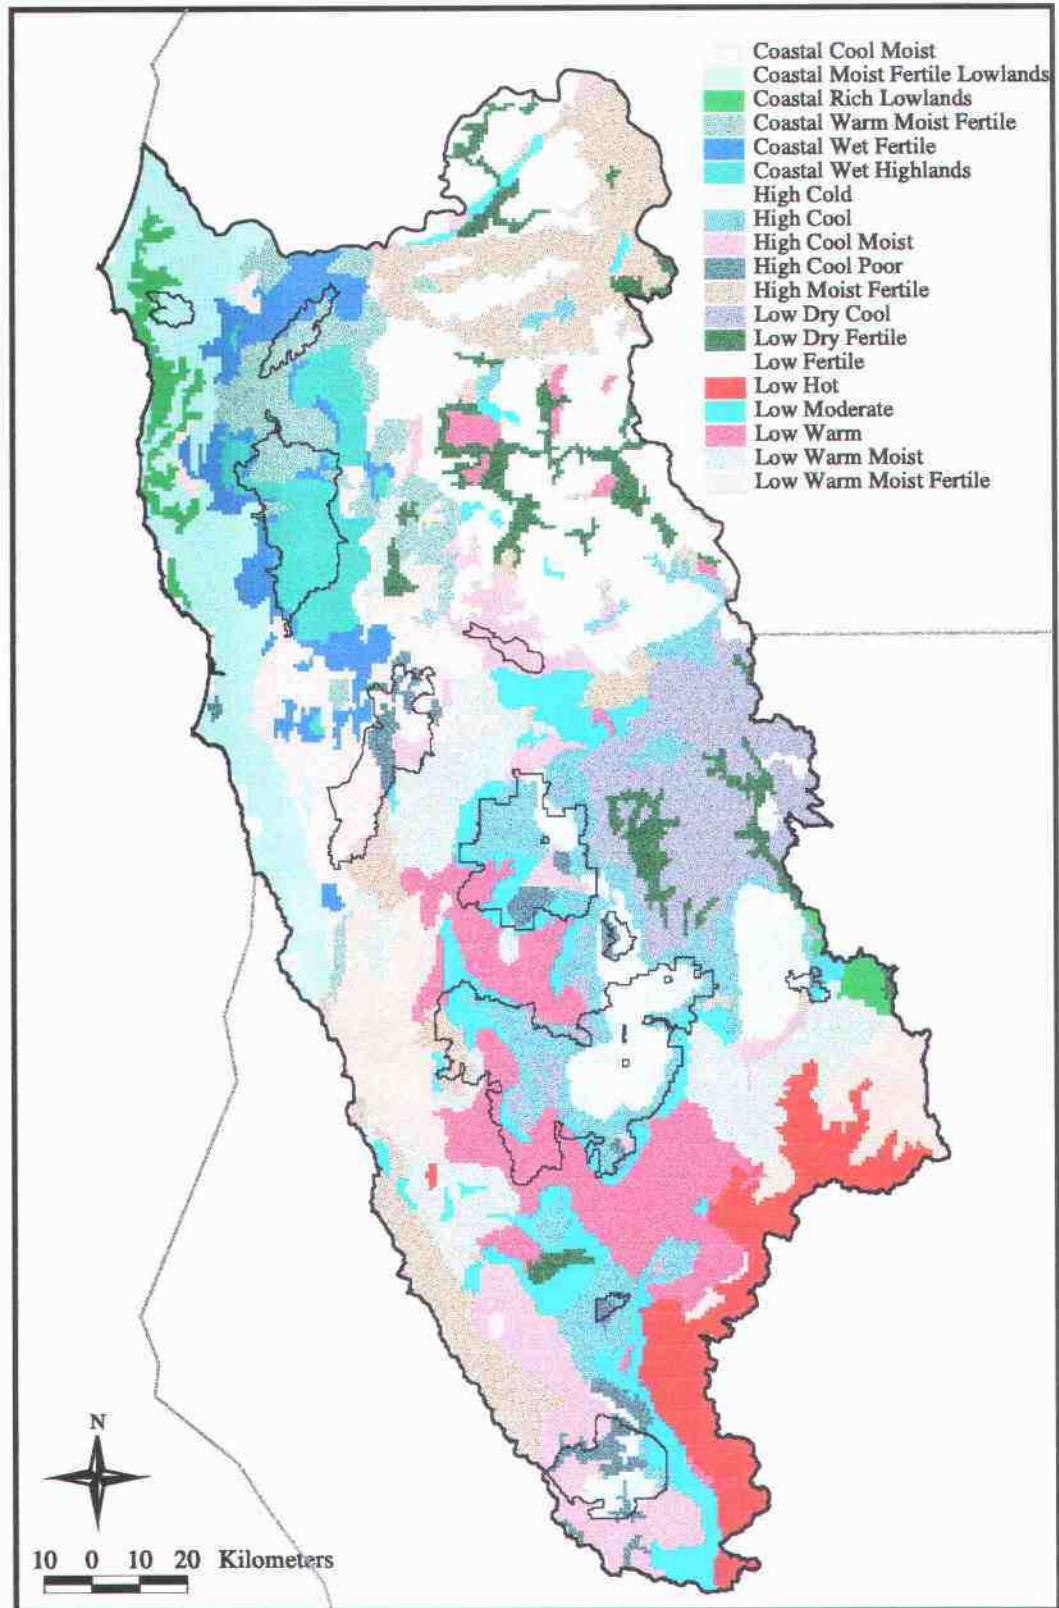 Coastal Cool Moist
Coastal Moist Fertile Lowlands
Coastal Rich Lowlands
Coastal Warm Moist Fertile
Coastal Wet Fertile
Coastal Wet Highlands
High Cold
High Cool
High Cool Moist
High Cool Poor
High Moist Fertile
Low Dry Cool
Low Dry Fertile
Low Fertile
Low Hot
Low Moderate
Low Warm
Low Warm Moist
Low Warm Moist Fertile
N
10 0 10 20 Kilometers